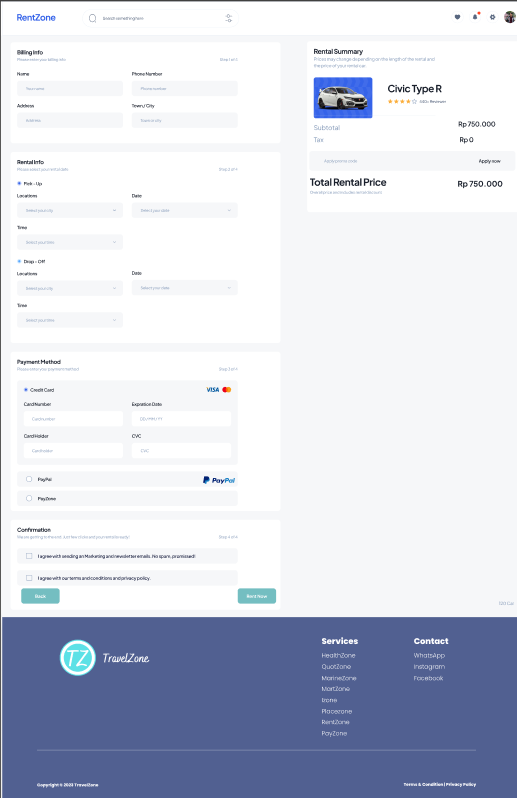 RentZone
Search something here
Billing Info
Please enter your billing info
Step 1 of 4
Name
Phone Number
Your name
Phone number
Address
Town / City
Address
Town or city
Rental Info
Please select your rental date
Step 2 of 4
Pick - Up
Locations
Date
Select your city
Select your date
Time
Select your time
Drop - Off
Locations
Date
Select your city
Select your date
Time
Select your time
Payment Method
Please enter your payment method
Step 3 of 4
Credit Card
VISA
Card Number
Expration Date
Card number
DD / MM / YY
Card Holder
CVC
Card holder
CVC
PayPal
PayPal
PayZone
Confirmation
We are getting to the end. Just few clicks and your rental is ready!
Step 4 of 4
I agree with sending an Marketing and newsletter emails. No spam, promissed!
I agree with our terms and conditions and privacy policy.
Back
Rent Now
Rental Summary
Prices may change depending on the length of the rental and
the price of your rental car.
Civic Type R
440+ Reviewer
Subtotal
Rp 750.000
Tax
Rp 0
Apply promo code
Apply now
Total Rental Price
Rp 750.000
Overall price and includes rental discount
120 Car
TZ
TravelZone
Services
HealthZone
QuotZone
MarineZone
MartZone
Izone
Placezone
RentZone
PayZone
Contact
WhatsApp
Instagram
Facebook
Copyright © 2023 TravelZone
Terms & Condition | Privacy Policy